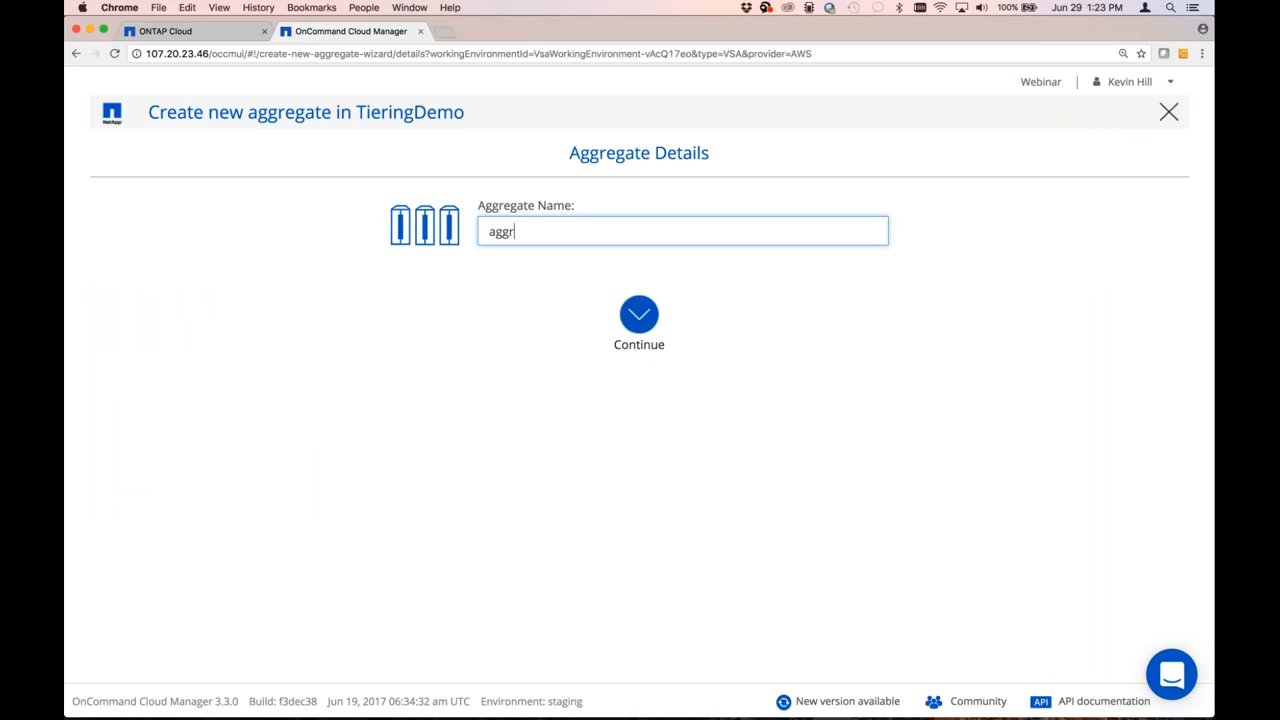 Chrome File Edit View History Bookmarks People Window Help 100% Jun 29 1:23 PM
ONTAP Cloud OnCommand Cloud Manager
107.20.23.46/occmui/#!/create-new-aggregate-wizard/details?workingEnvironmentId=VsaWorkingEnvironment-vAcQ17eo&type=VSA&provider=AWS
Webinar | Kevin Hill
NetApp
Create new aggregate in TieringDemo
Aggregate Details
Aggregate Name:
aggr
Continue
OnCommand Cloud Manager 3.3.0 Build: f3dec38 Jun 19, 2017 06:34:32 am UTC Environment: staging New version available Community API API documentation